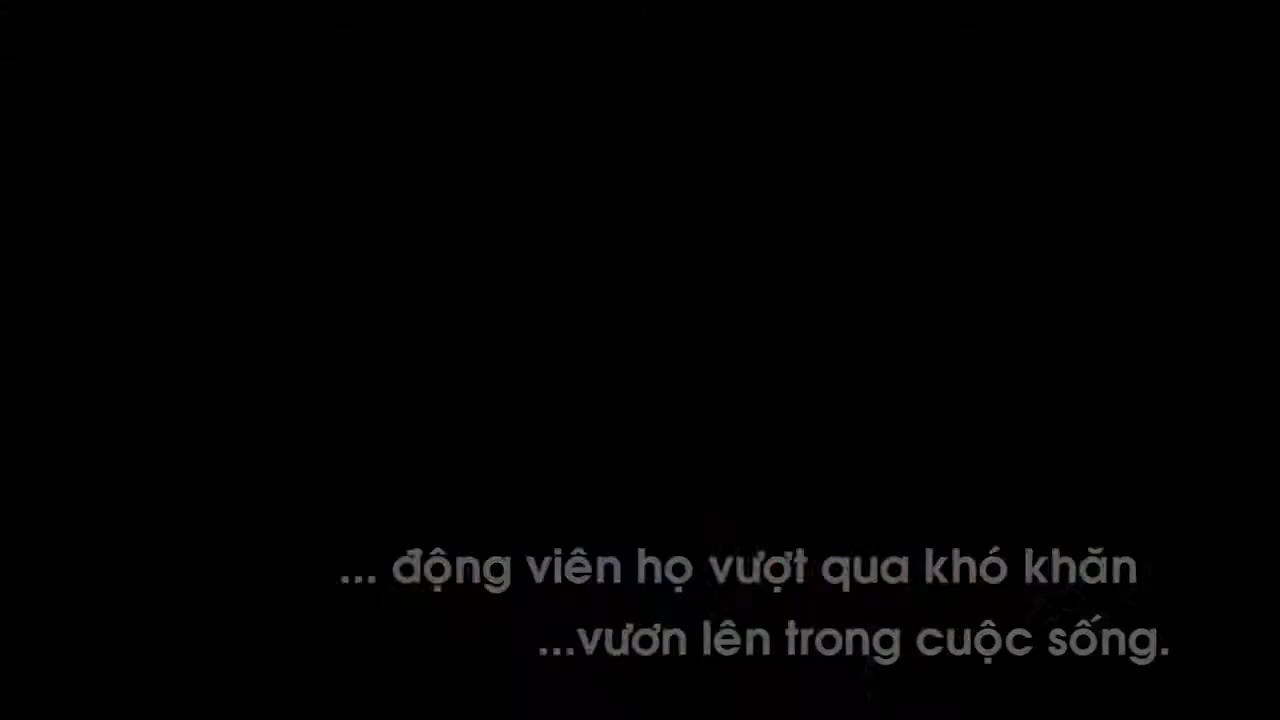 ... động viên họ vượt qua khó khăn
...vươn lên trong cuộc sống.